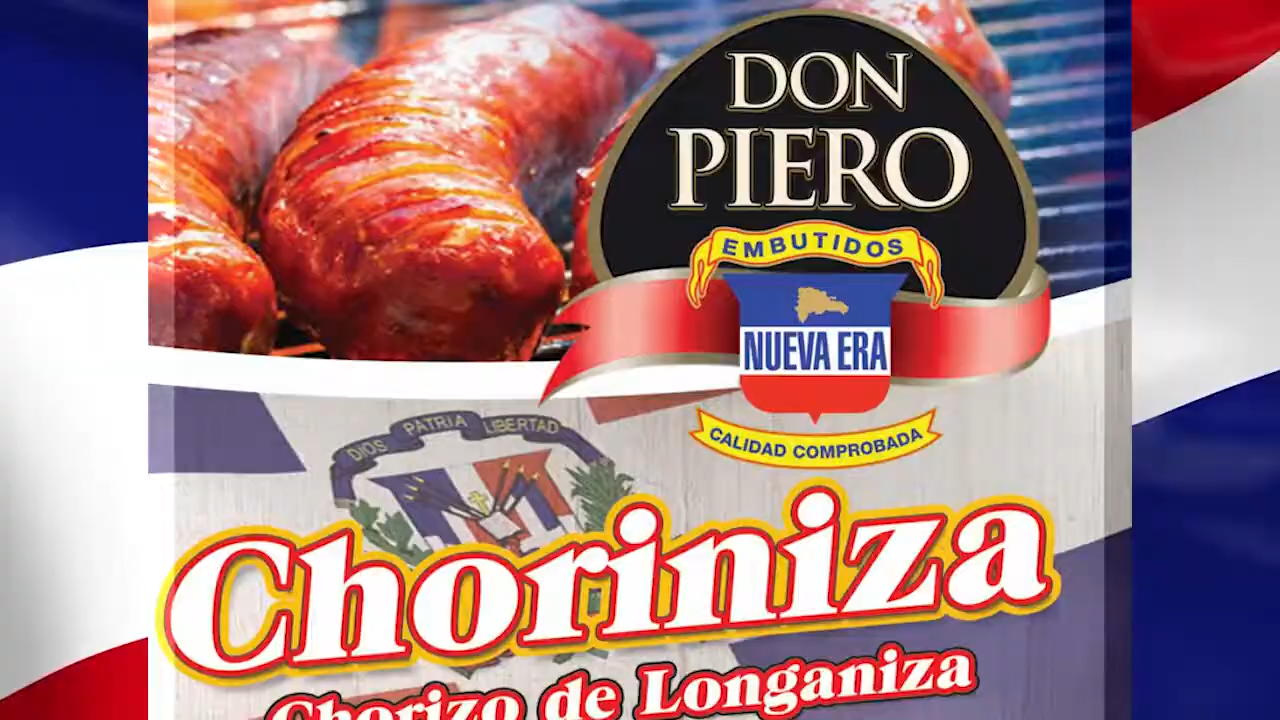 DON
PIERO
EMBUTIDOS
NUEVA ERA
CALIDAD COMPROBADA
DIOS PATRIA LIBERTAD
Choriniza
Chorizo de Longaniza